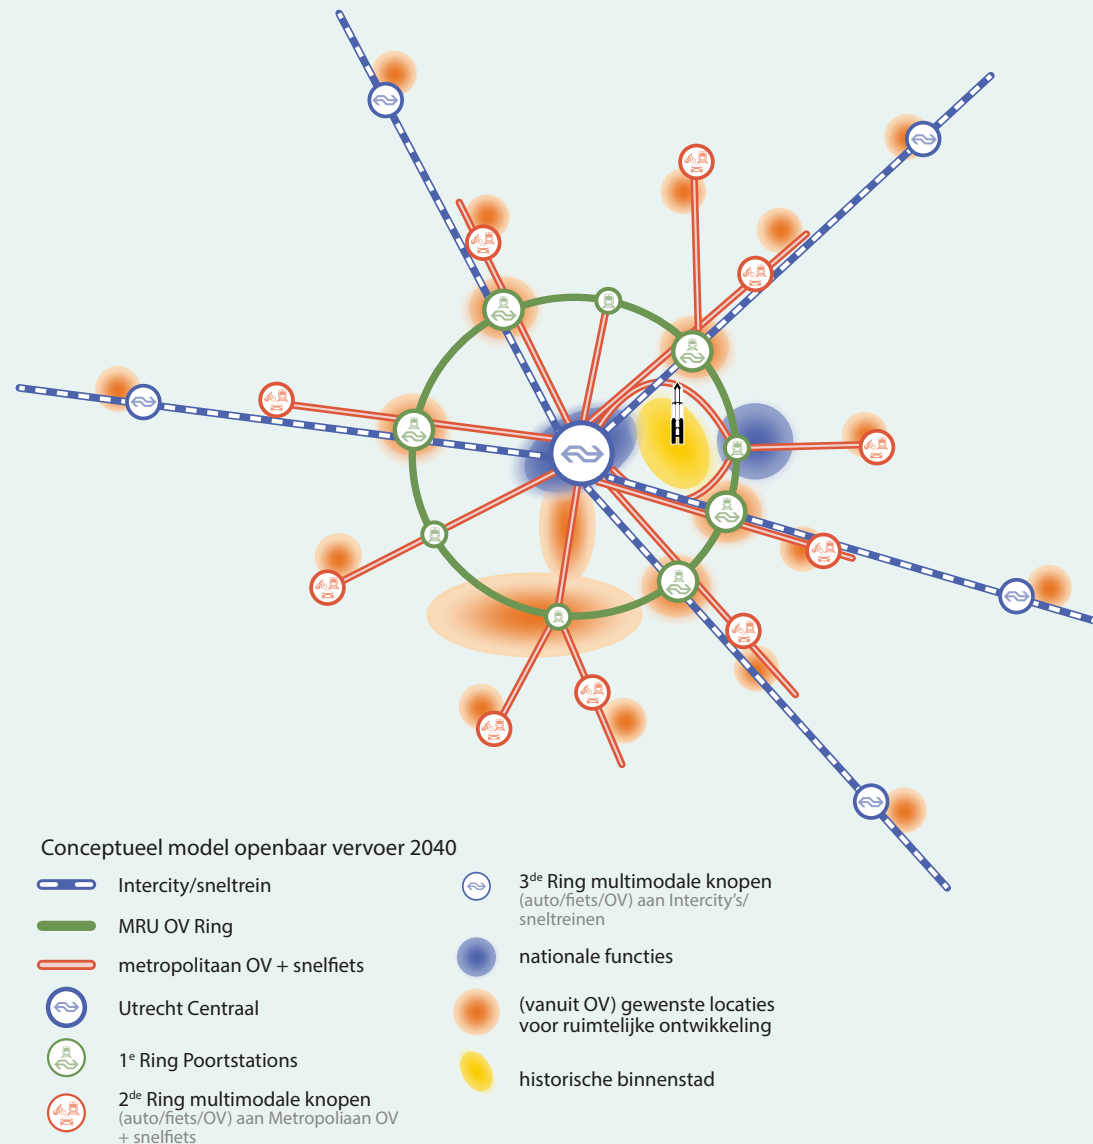 Conceptueel model openbaar vervoer 2040
Intercity/sneltrein
MRU OV Ring
metropolitaan OV + snelfiets
Utrecht Centraal
1e Ring Poortstations
2de Ring multimodale knopen
(auto/fiets/OV) aan Metropoliaan OV
+ snelfiets
3de Ring multimodale knopen
(auto/fiets/OV) aan Intercity's/
sneltreinen
nationale functies
(vanuit OV) gewenste locaties
voor ruimtelijke ontwikkeling
historische binnenstad